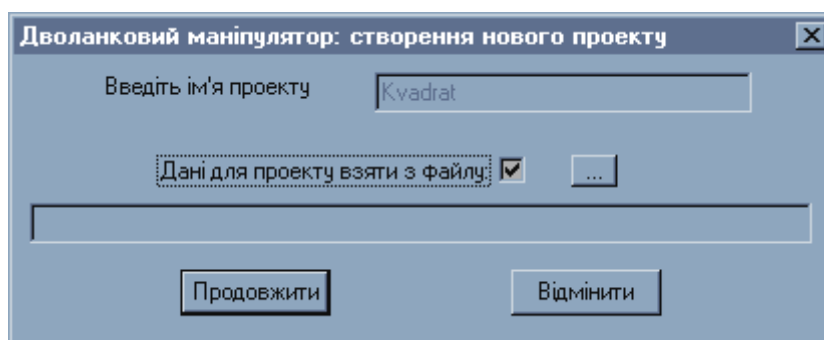 Дволанковий маніпулятор: створення нового проекту
Введіть ім'я проекту Kvadrat
Дані для проекту взяти з файлу: ...
Продовжити Відмінити